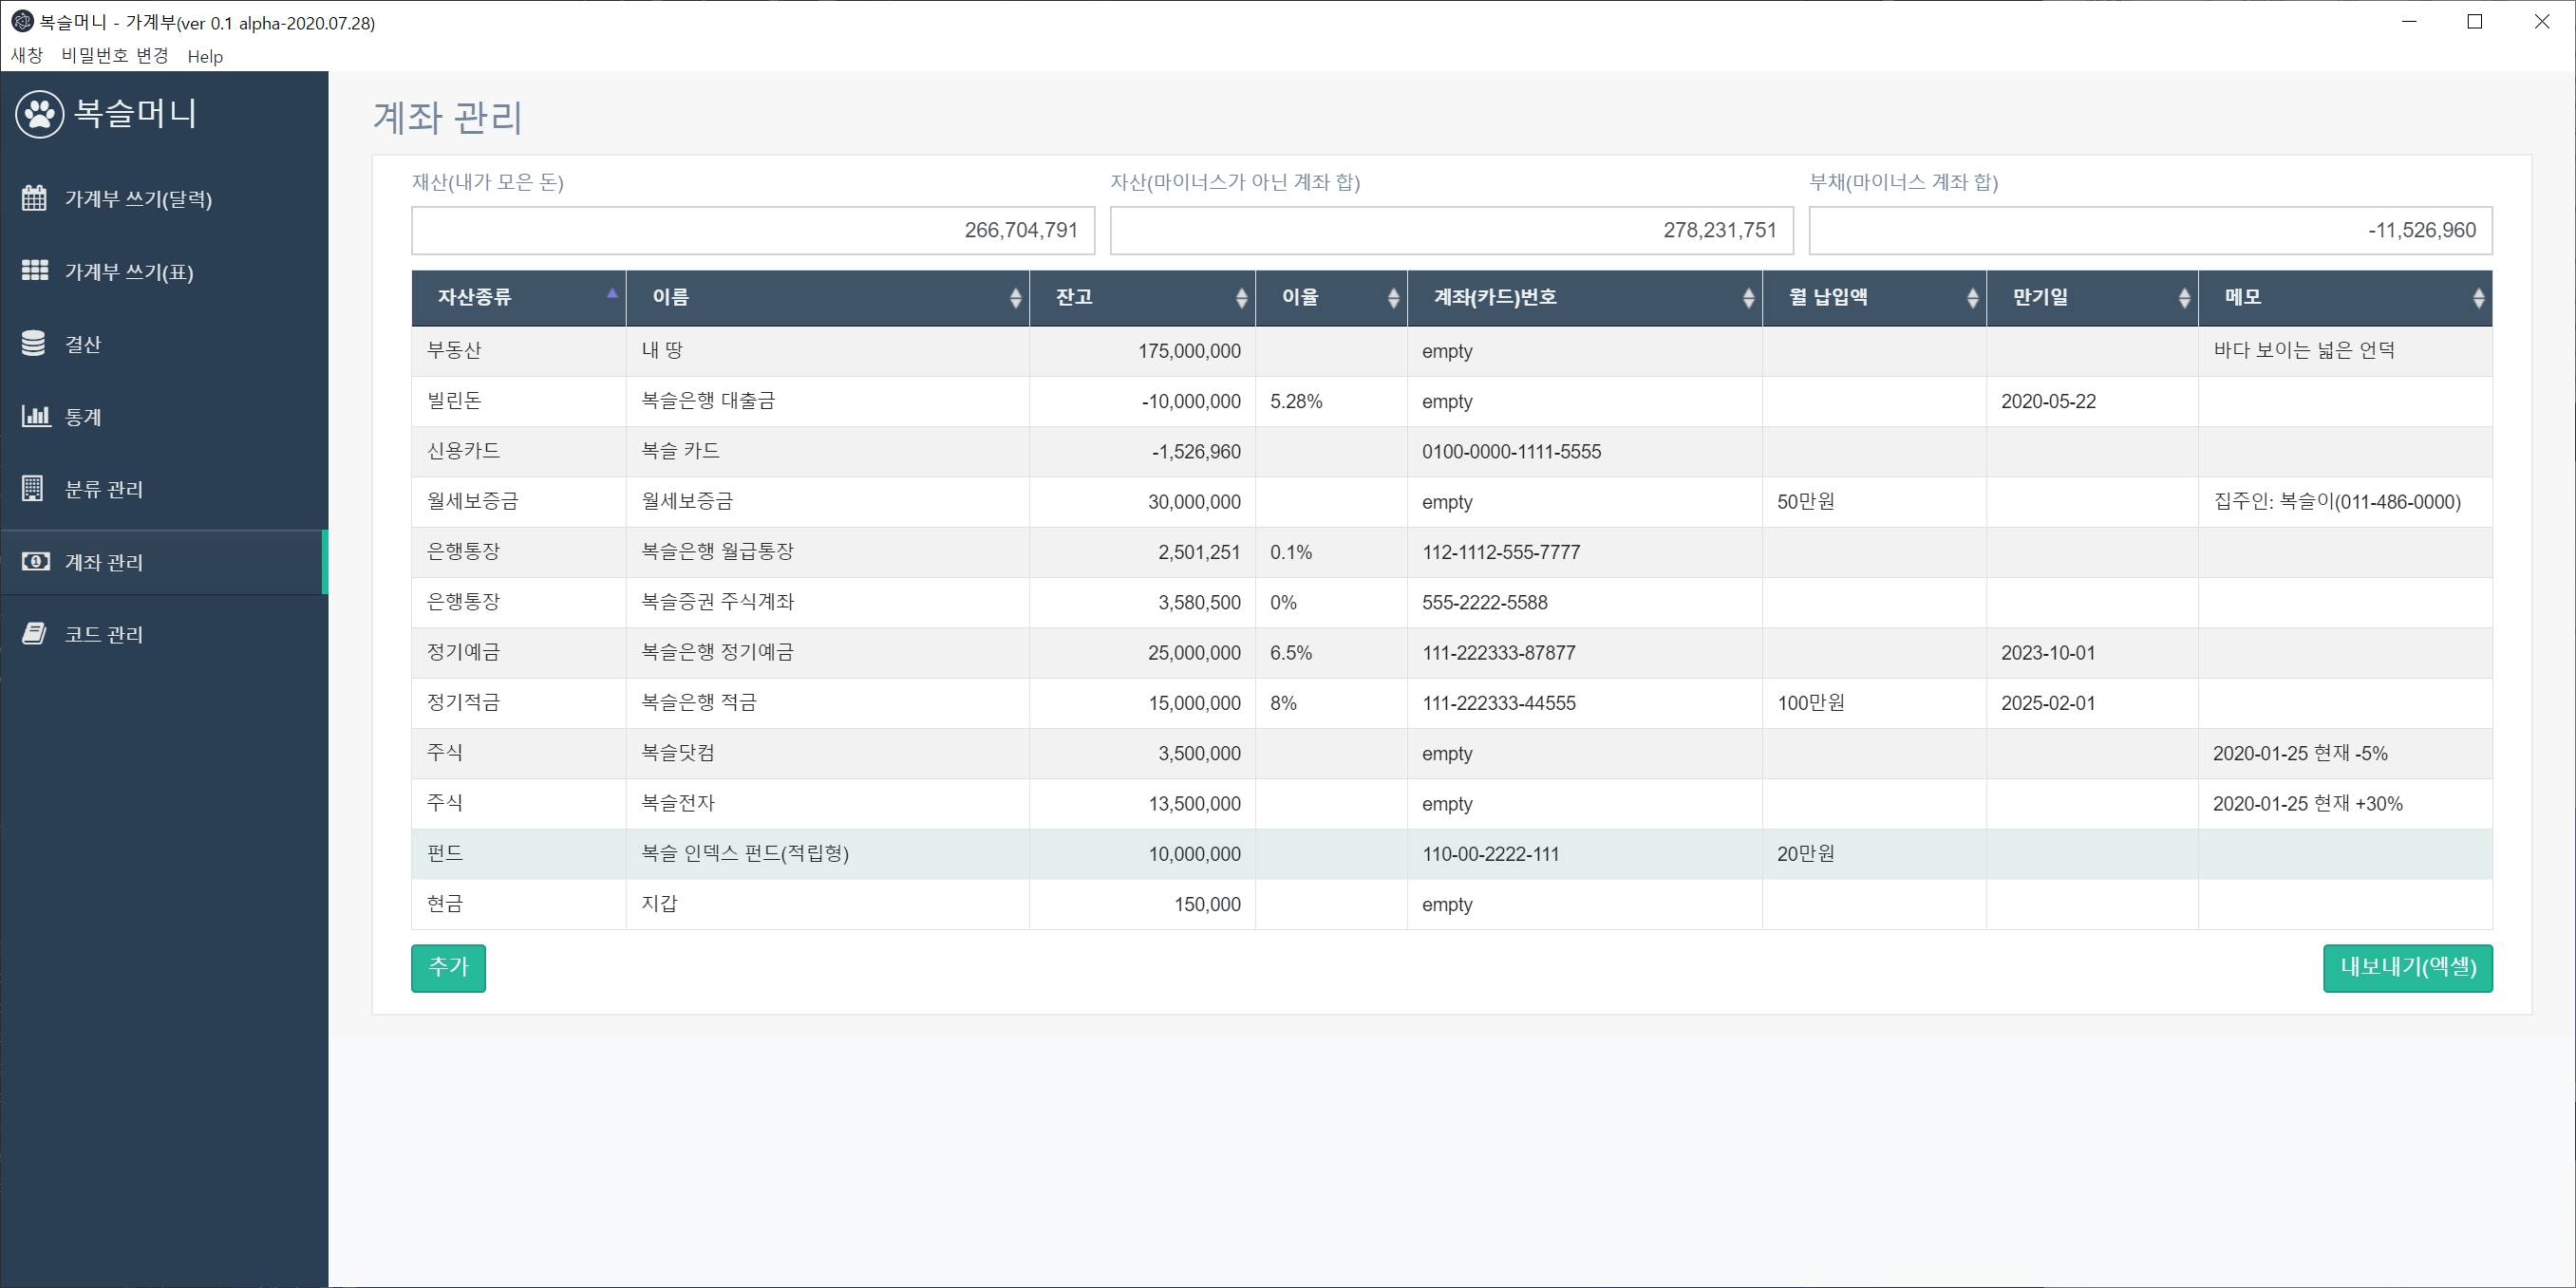 복슬머니 - 가계부(ver 0.1 alpha-2020.07.28)
새창 비밀번호 변경 Help
복슬머니
가계부 쓰기(달력)
가계부 쓰기(표)
결산
통계
분류 관리
계좌 관리
코드 관리
계좌 관리
재산(내가 모은 돈) 자산(마이너스가 아닌 계좌 합) 부채(마이너스 계좌 합)
266,704,791 278,231,751 -11,526,960
자산종류 이름 잔고 이율 계좌(카드)번호 월 납입액 만기일 메모
부동산 내 땅 175,000,000 empty 바다 보이는 넓은 언덕
빌린돈 복슬은행 대출금 -10,000,000 5.28% empty 2020-05-22
신용카드 복슬 카드 -1,526,960 0100-0000-1111-5555
월세보증금 월세보증금 30,000,000 empty 50만원 집주인: 복슬이(011-486-0000)
은행통장 복슬은행 월급통장 2,501,251 0.1% 112-1112-555-7777
은행통장 복슬증권 주식계좌 3,580,500 0% 555-2222-5588
정기예금 복슬은행 정기예금 25,000,000 6.5% 111-222333-87877 2023-10-01
정기적금 복슬은행 적금 15,000,000 8% 111-222333-44555 100만원 2025-02-01
주식 복슬닷컴 3,500,000 empty 2020-01-25 현재 -5%
주식 복슬전자 13,500,000 empty 2020-01-25 현재 +30%
펀드 복슬 인덱스 펀드(적립형) 10,000,000 110-00-2222-111 20만원
현금 지갑 150,000 empty
추가 내보내기(엑셀)